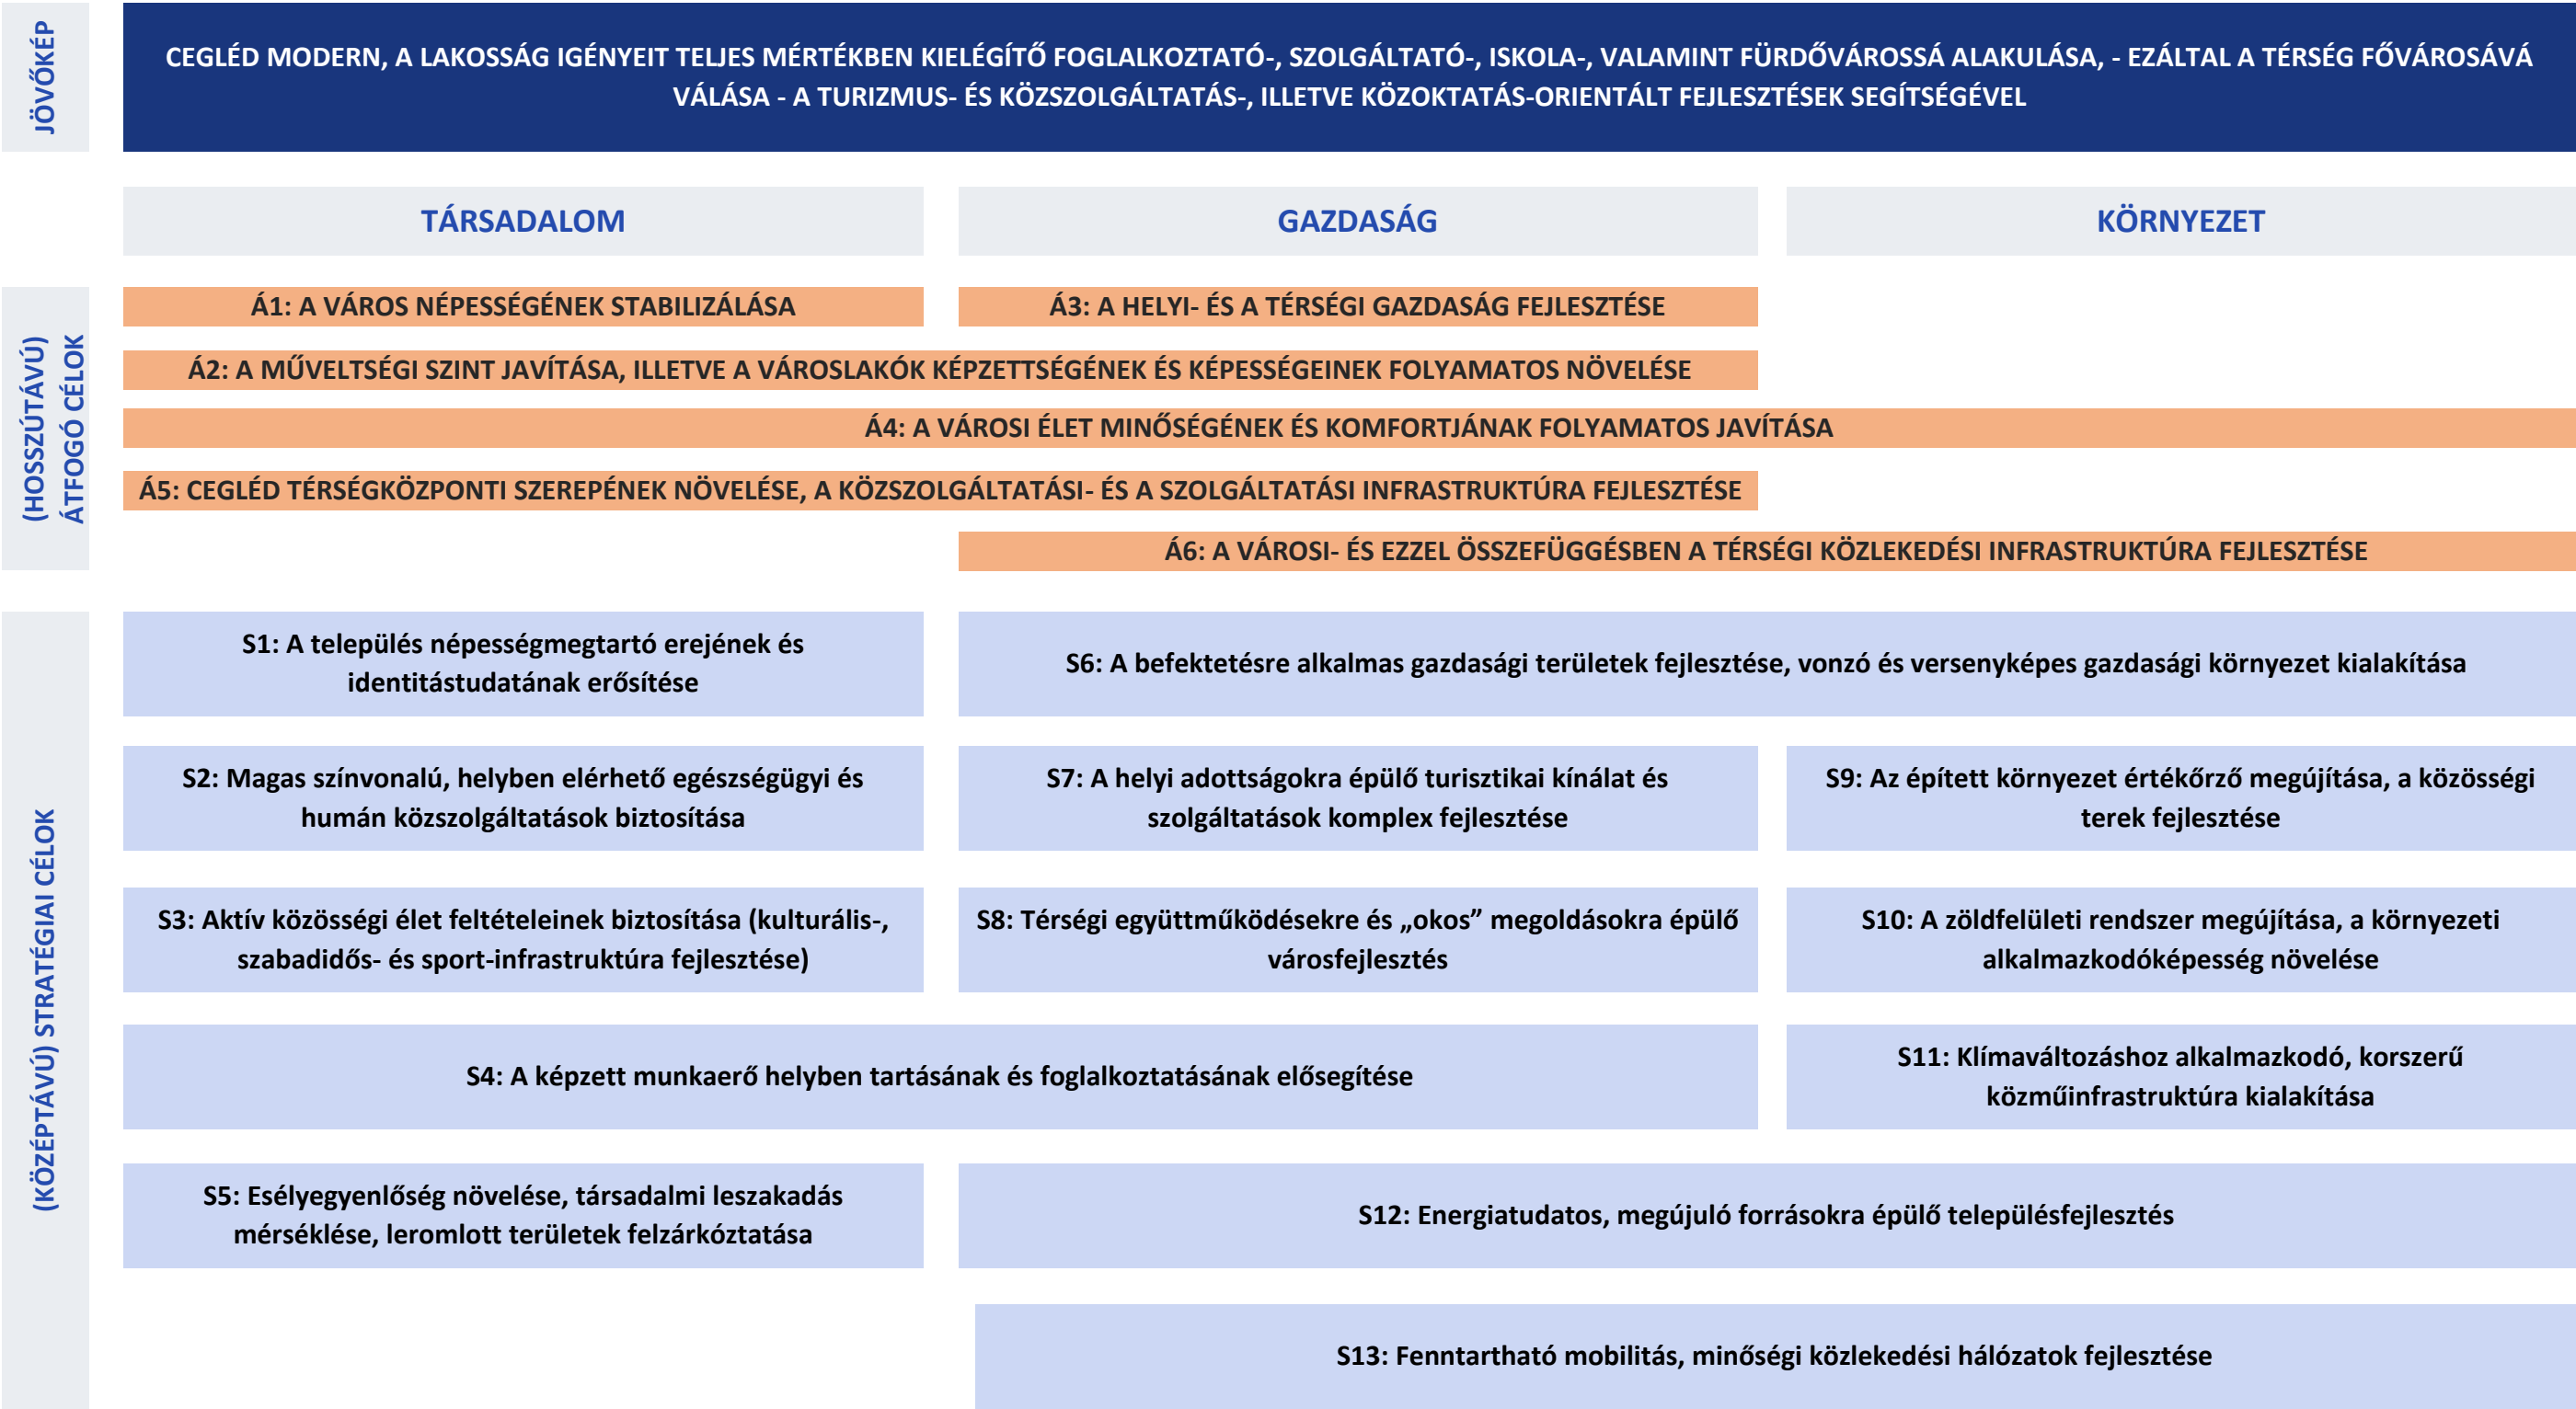 JÖVŐKÉP
CEGLÉD MODERN, A LAKOSSÁG IGÉNYEIT TELJES MÉRTÉKBEN KIELÉGÍTŐ FOGLALKOZTATÓ-, SZOLGÁLTATÓ-, ISKOLA-, VALAMINT FÜRDŐVÁROSSÁ ALAKULÁSA, - EZÁLTAL A TÉRSÉG FŐVÁROSÁVÁ
VÁLÁSA - A TURIZMUS- ÉS KÖZSZOLGÁLTATÁS-, ILLETVE KÖZOKTATÁS-ORIENTÁLT FEJLESZTÉSEK SEGÍTSÉGÉVEL
TÁRSADALOM
GAZDASÁG
KÖRNYEZET
(HOSSZÚTÁVÚ)
ÁTFOGÓ CÉLOK
Á1: A VÁROS NÉPESSÉGÉNEK STABILIZÁLÁSA
Á3: A HELYI- ÉS A TÉRSÉGI GAZDASÁG FEJLESZTÉSE
Á2: A MŰVELTSÉGI SZINT JAVÍTÁSA, ILLETVE A VÁROSLAKÓK KÉPZETTSÉGÉNEK ÉS KÉPESSÉGEINEK FOLYAMATOS NÖVELÉSE
Á4: A VÁROSI ÉLET MINŐSÉGÉNEK ÉS KOMFORTJÁNAK FOLYAMATOS JAVÍTÁSA
Á5: CEGLÉD TÉRSÉGKÖZPONTI SZEREPÉNEK NÖVELÉSE, A KÖZSZOLGÁLTATÁSI- ÉS A SZOLGÁLTATÁSI INFRASTRUKTÚRA FEJLESZTÉSE
Á6: A VÁROSI- ÉS EZZEL ÖSSZEFÜGGÉSBEN A TÉRSÉGI KÖZLEKEDÉSI INFRASTRUKTÚRA FEJLESZTÉSE
(KÖZÉPTÁVÚ) STRATÉGIAI CÉLOK
S1: A település népességmegtartó erejének és
identitástudatának erősítése
S6: A befektetésre alkalmas gazdasági területek fejlesztése, vonzó és versenyképes gazdasági környezet kialakítása
S2: Magas színvonalú, helyben elérhető egészségügyi és
humán közszolgáltatások biztosítása
S7: A helyi adottságokra épülő turisztikai kínálat és
szolgáltatások komplex fejlesztése
S9: Az épített környezet értékőrző megújítása, a közösségi
terek fejlesztése
S3: Aktív közösségi élet feltételeinek biztosítása (kulturális-,
szabadidős- és sport-infrastruktúra fejlesztése)
S8: Térségi együttműködésekre és „okos” megoldásokra épülő
városfejlesztés
S10: A zöldfelületi rendszer megújítása, a környezeti
alkalmazkodóképesség növelése
S4: A képzett munkaerő helyben tartásának és foglalkoztatásának elősegítése
S11: Klímaváltozáshoz alkalmazkodó, korszerű
közműinfrastruktúra kialakítása
S5: Esélyegyenlőség növelése, társadalmi leszakadás
mérséklése, leromlott területek felzárkóztatása
S12: Energiatudatos, megújuló forrásokra épülő településfejlesztés
S13: Fenntartható mobilitás, minőségi közlekedési hálózatok fejlesztése